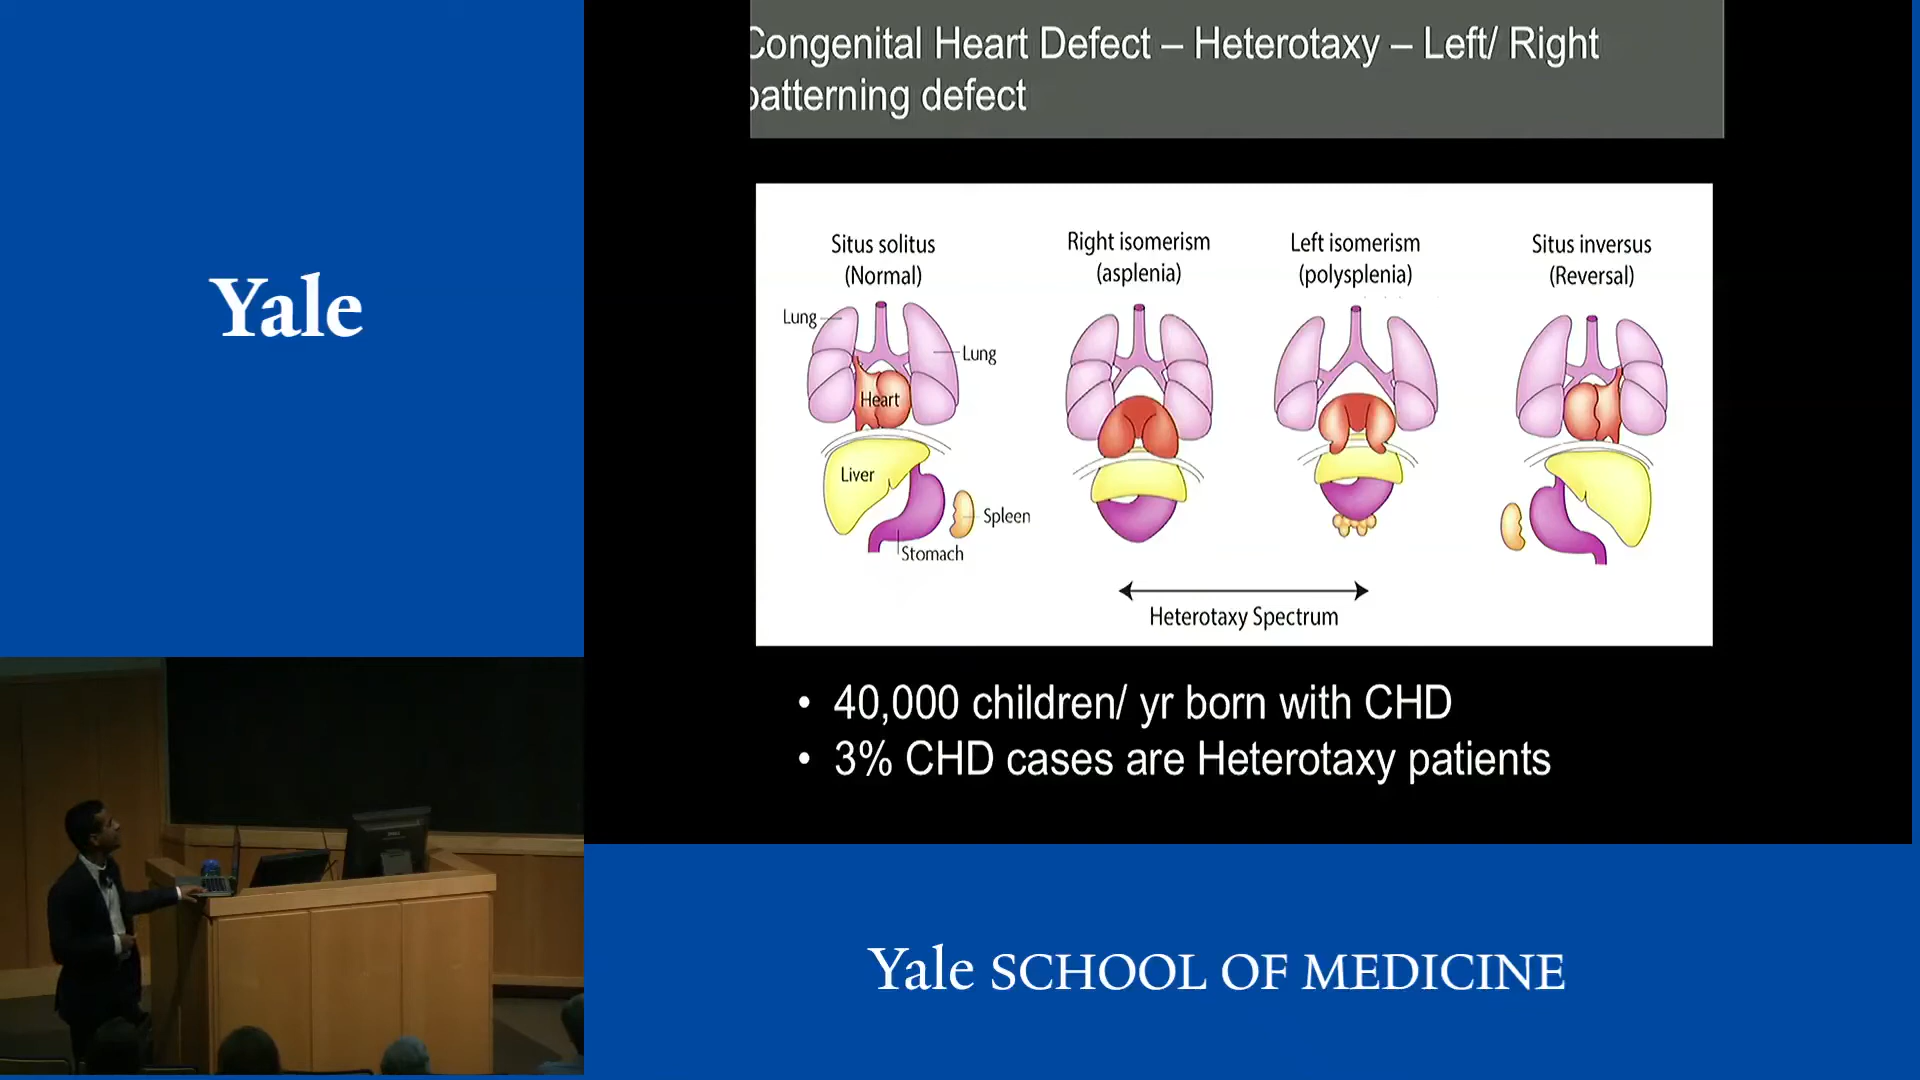 Yale
Congenital Heart Defect – Heterotaxy – Left/ Right
patterning defect
Situs solitus
(Normal)
Right isomerism
(asplenia)
Left isomerism
(polysplenia)
Situs inversus
(Reversal)
Lung
Lung
Heart
Liver
Spleen
Stomach
Heterotaxy Spectrum
• 40,000 children/ yr born with CHD
• 3% CHD cases are Heterotaxy patients
Yale SCHOOL OF MEDICINE